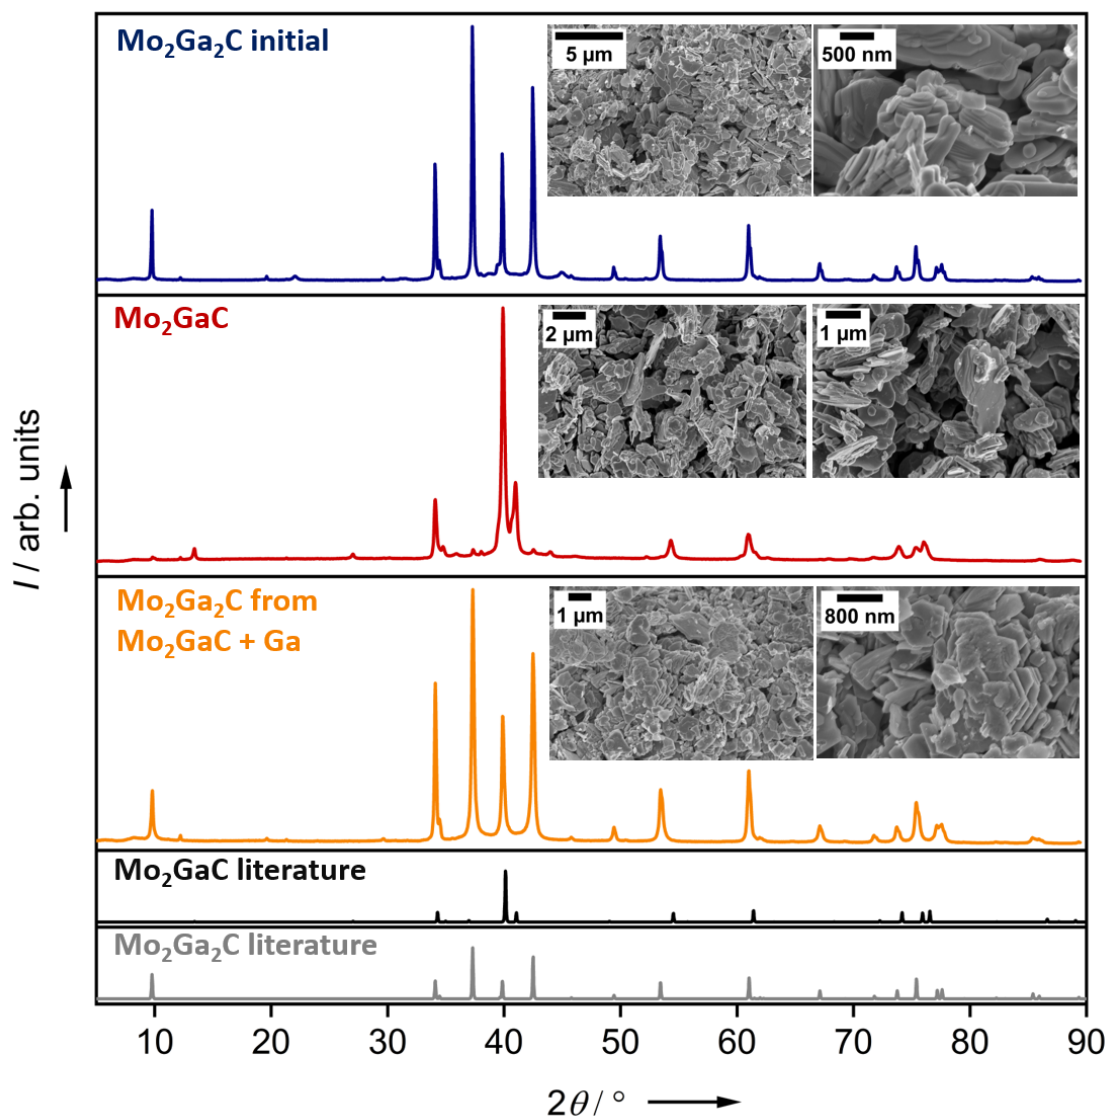 Mo₂Ga₂C initial
5 µm
500 nm
Mo₂GaC
2 µm
1 µm
Mo₂Ga₂C from
Mo₂GaC + Ga
1 µm
800 nm
Mo₂GaC literature
Mo₂Ga₂C literature
I / arb. units
10 20 30 40 50 60 70 80 90
2θ / °